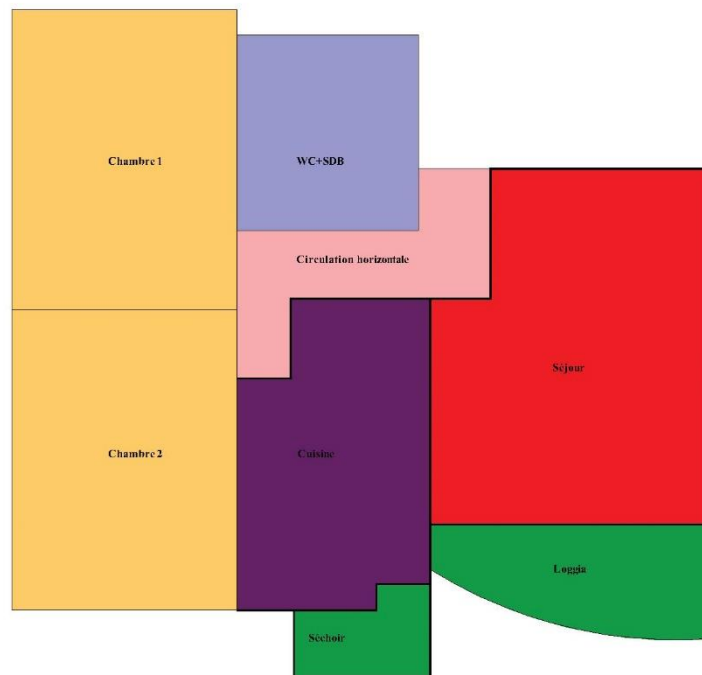 Chambre 1
WC+SDB
Circulation horizontale
Séjour
Chambre 2
Cuisine
Loggia
Séchoir